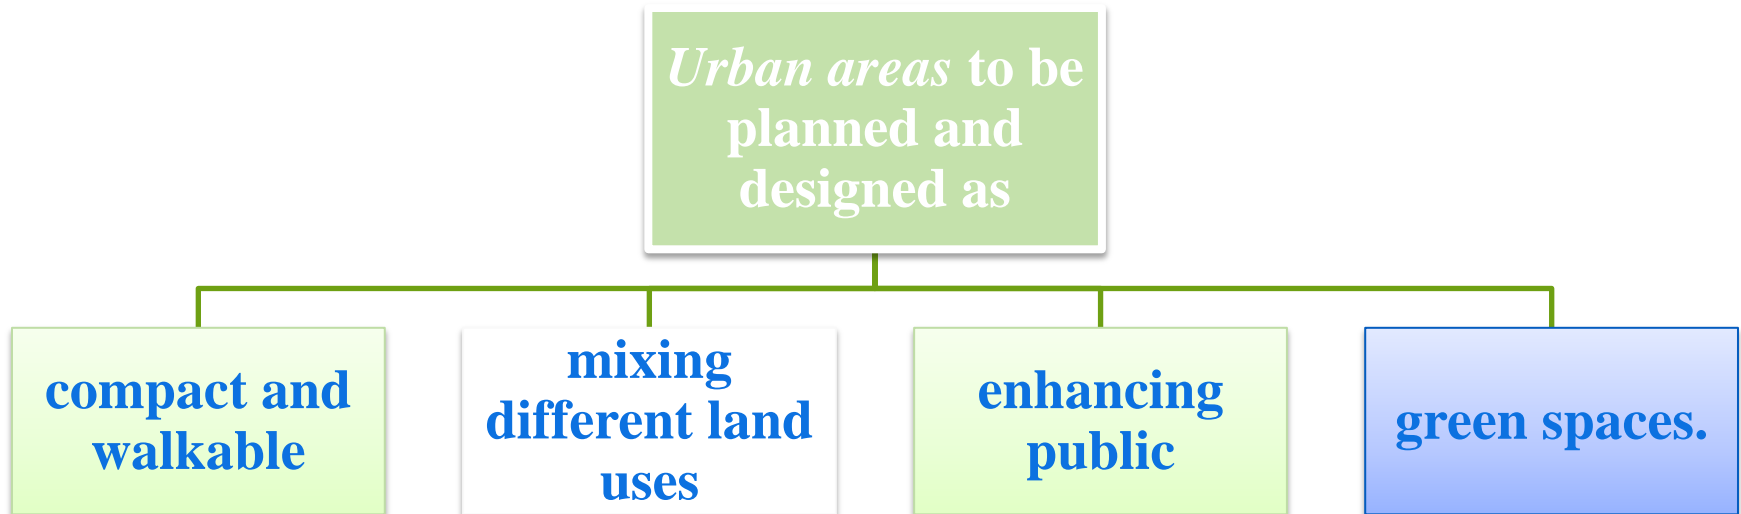 Urban areas to be
planned and
designed as
compact and
walkable
mixing
different land
uses
enhancing
public
green spaces.